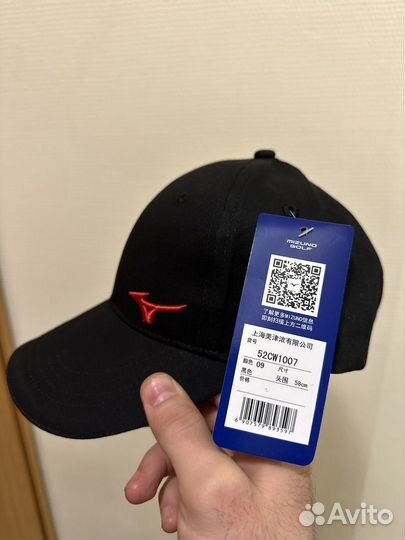 MIZUNO
GOLF
了解更多MIZUNO信息
即刻扫描上方二维码
上海美津浓有限公司
货号
52CW1007
颜色 09 尺寸
黑色 头围 58cm
价格
Avito